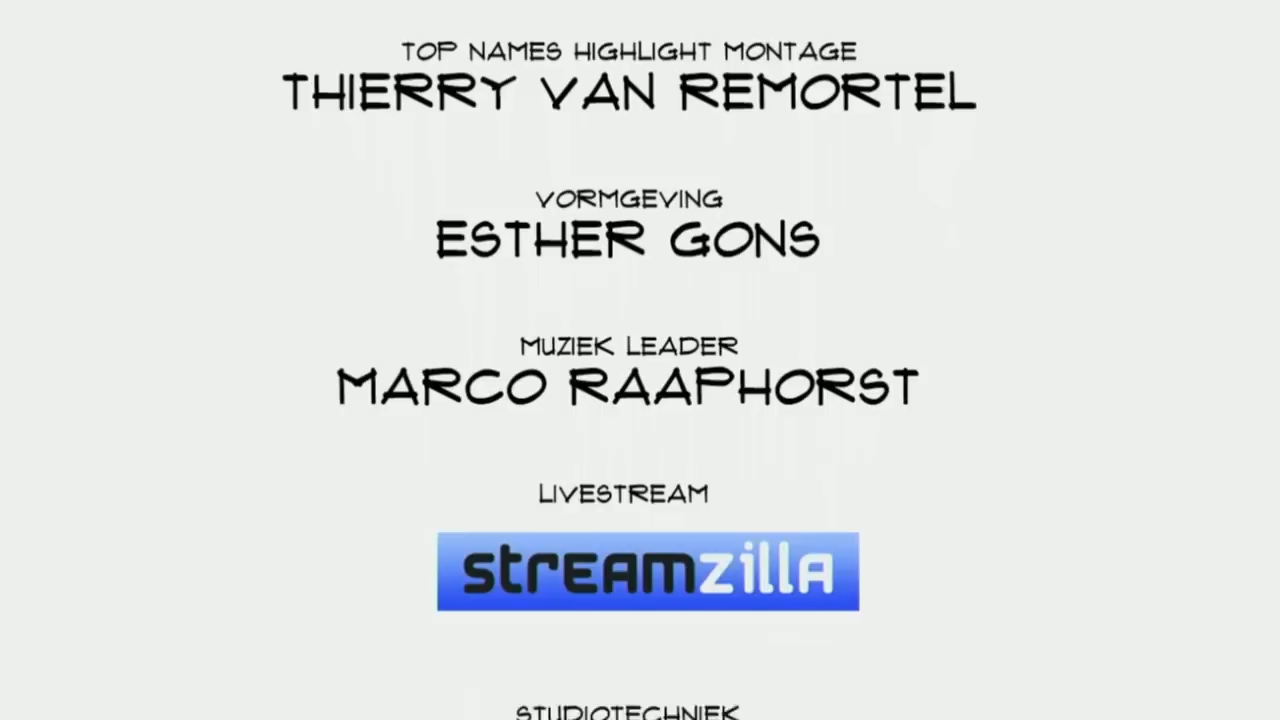 TOP NAMES HIGHLIGHT MONTAGE
THIERRY VAN REMORTEL
VORMGEVING
ESTHER GONS
MUZIEK LEADER
MARCO RAAPHORST
LIVESTREAM
streamzilla
STUDIOTECHNIEK